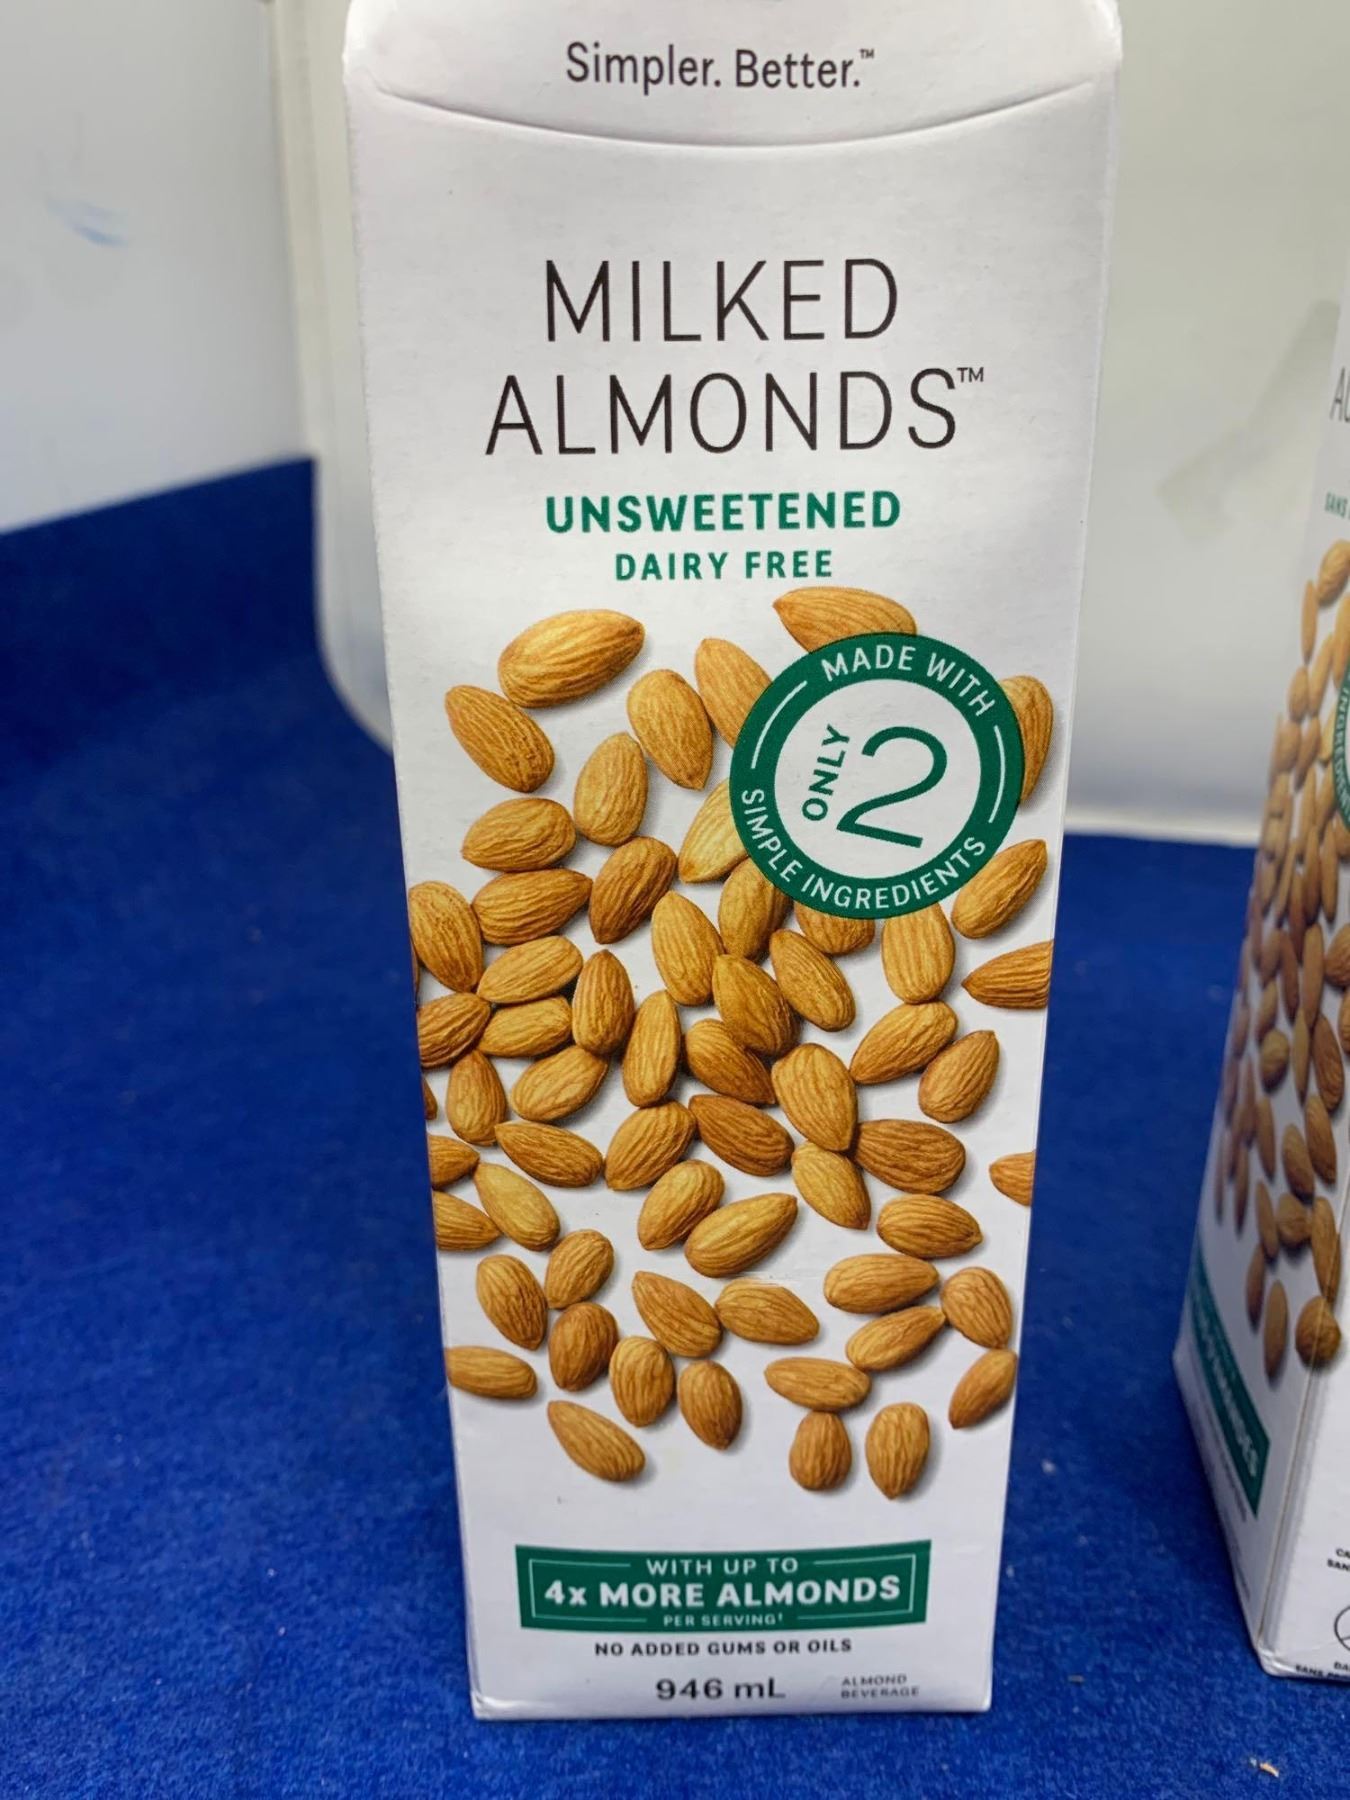 Simpler. Better.™
MILKED
ALMONDS™
UNSWEETENED
DAIRY FREE
MADE WITH
ONLY
2
SIMPLE INGREDIENTS
WITH UP TO
4x MORE ALMONDS
PER SERVING†
NO ADDED GUMS OR OILS
946 mL
ALMOND
BEVERAGE
SANS